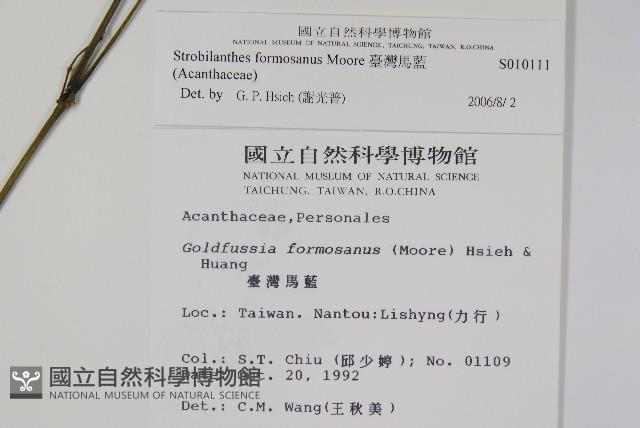 國立自然科學博物館
NATIONAL MUSEUM OF NATURAL SCIENCE, TAICHUNG, TAIWAN, R.O.CHINA
Strobilanthes formosanus Moore 臺灣馬藍 S010111
(Acanthaceae)
Det. by G. P. Hsieh (謝光普) 2006/8/ 2
國立自然科學博物館
NATIONAL MUSEUM OF NATURAL SCIENCE
TAICHUNG. TAIWAN, R.O.CHINA
Acanthaceae,Personales
Goldfussia formosanus (Moore) Hsieh &
Huang
臺灣馬藍
Loc.: Taiwan. Nantou:Lishyng(力行)
Col.: S.T. Chiu (邱少婷); No. 01109
20, 1992
Det.: C.M. Wang(王秋美)
國立自然科學博物館
NATIONAL MUSEUM OF NATURAL SCIENCE